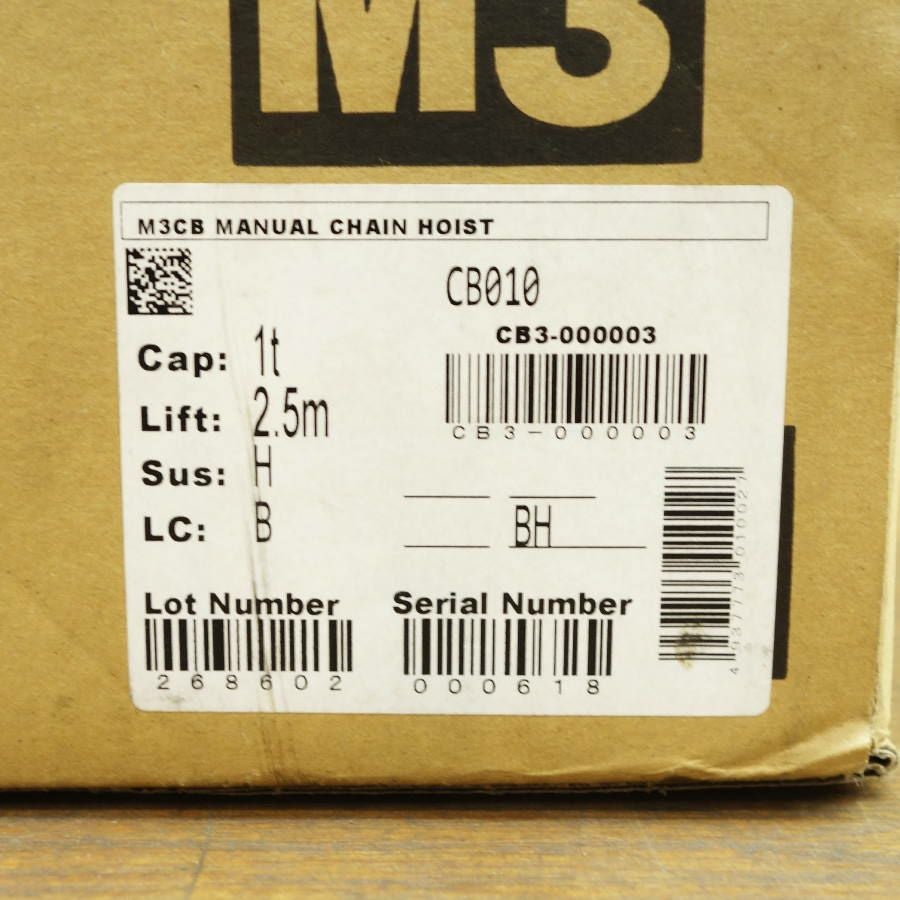 M3
M3CB MANUAL CHAIN HOIST
CB010
CB3-000003
CB3-000003
Cap: 1t
Lift: 2.5m
Sus: H
LC: B
BH
Lot Number
268602
Serial Number
000618
4937773010027